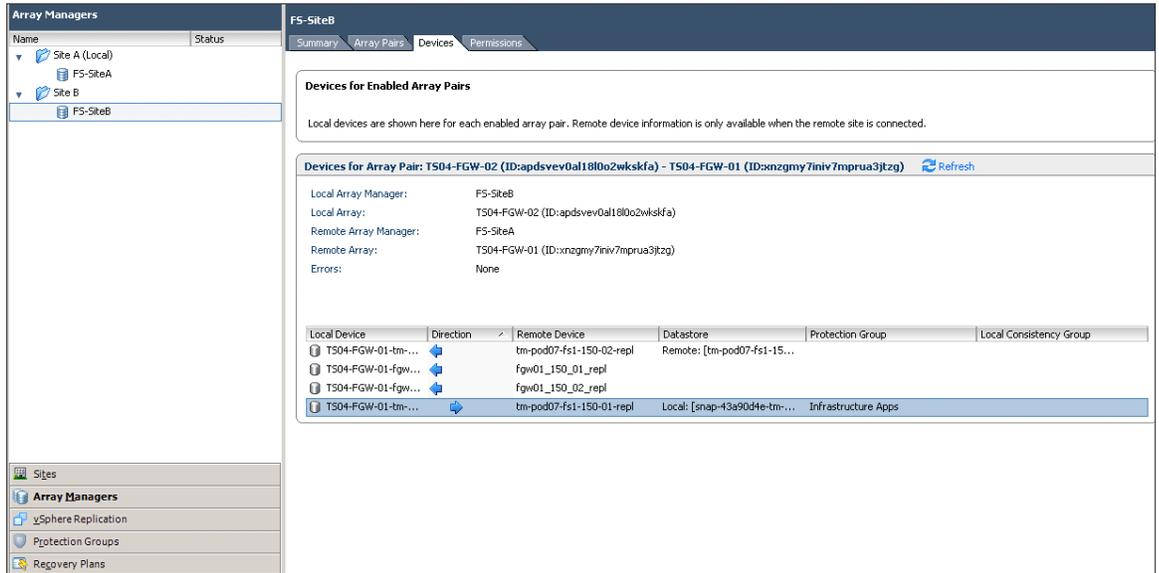 Array Managers
Name Status
Site A (Local)
FS-SiteA
Site B
FS-SiteB
Sites
Array Managers
vSphere Replication
Protection Groups
Recovery Plans
FS-SiteB
Summary Array Pairs Devices Permissions
Devices for Enabled Array Pairs
Local devices are shown here for each enabled array pair. Remote device information is only available when the remote site is connected.
Devices for Array Pair: TS04-FGW-02 (ID:apdsvev0al18l0o2wkskfa) - TS04-FGW-01 (ID:xnzgmy7iniv7mprua3jtzg) Refresh
Local Array Manager: FS-SiteB
Local Array: TS04-FGW-02 (ID:apdsvev0al18l0o2wkskfa)
Remote Array Manager: FS-SiteA
Remote Array: TS04-FGW-01 (ID:xnzgmy7iniv7mprua3jtzg)
Errors: None
Local Device Direction Remote Device Datastore Protection Group Local Consistency Group
TS04-FGW-01-tm-... tm-pod07-fs1-150-02-repl Remote: [tm-pod07-fs1-15...
TS04-FGW-01-fgw... fgw01_150_01_repl
TS04-FGW-01-fgw... fgw01_150_02_repl
TS04-FGW-01-tm-... tm-pod07-fs1-150-01-repl Local: [snap-43a90d4e-tm-... Infrastructure Apps